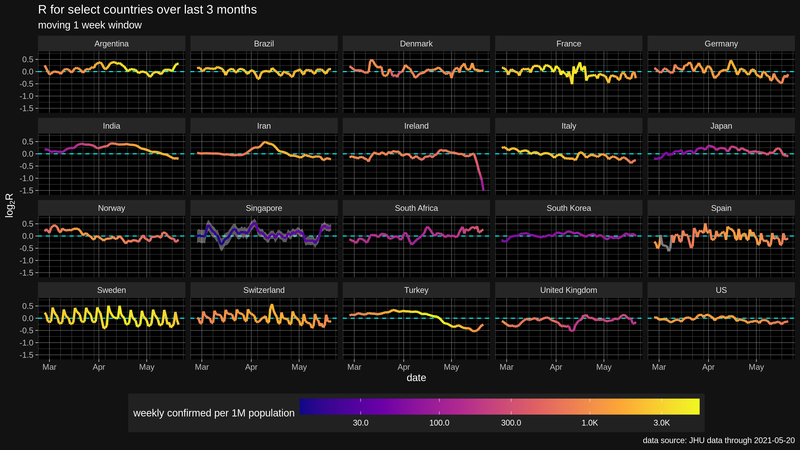 R for select countries over last 3 months
moving 1 week window
Argentina Brazil Denmark France Germany
0.5
0.0
-0.5
-1.0
-1.5
India Iran Ireland Italy Japan
0.5
0.0
-0.5
-1.0
-1.5
log2R
Norway Singapore South Africa South Korea Spain
0.5
0.0
-0.5
-1.0
-1.5
Sweden Switzerland Turkey United Kingdom US
0.5
0.0
-0.5
-1.0
-1.5
Mar Apr May Mar Apr May Mar Apr May Mar Apr May Mar Apr May
date
weekly confirmed per 1M population
30.0 100.0 300.0 1.0K 3.0K
data source: JHU data through 2021-05-20